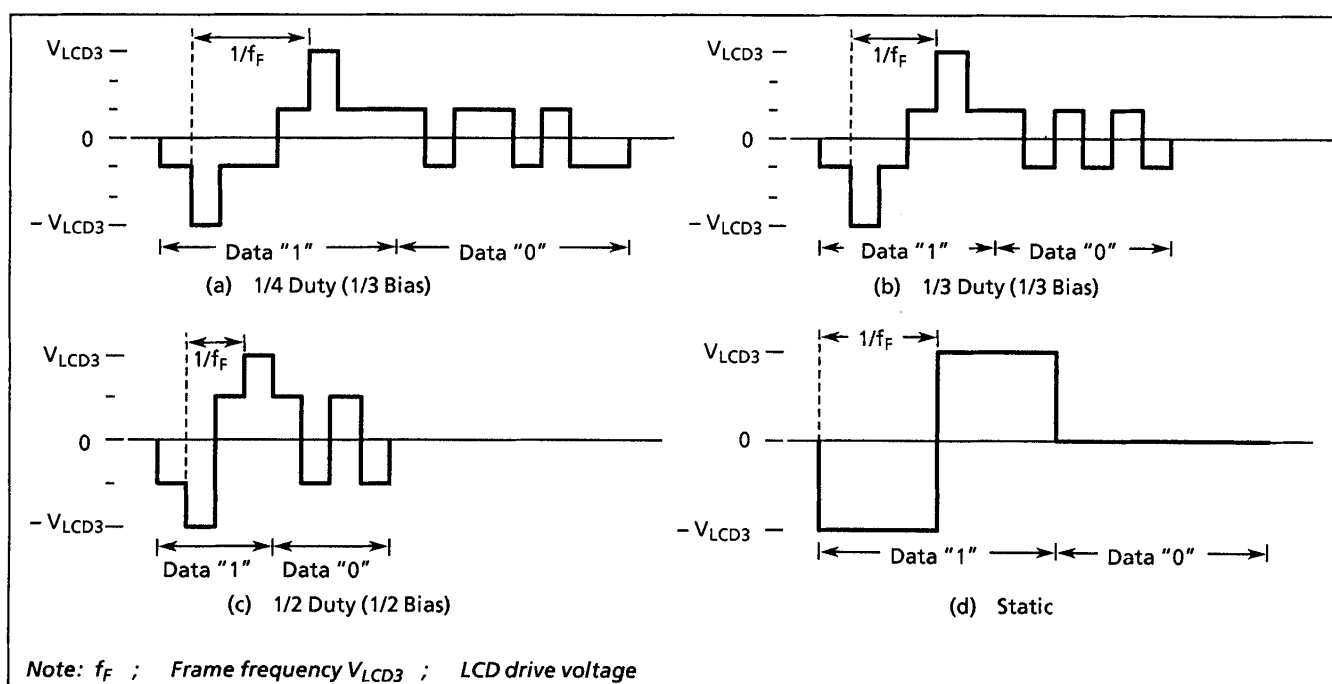 V_LCD3
1/f_F
0
– V_LCD3
Data "1"
Data "0"
(a) 1/4 Duty (1/3 Bias)
V_LCD3
1/f_F
0
– V_LCD3
Data "1"
Data "0"
(b) 1/3 Duty (1/3 Bias)
V_LCD3
1/f_F
0
– V_LCD3
Data "1"
Data "0"
(c) 1/2 Duty (1/2 Bias)
V_LCD3
1/f_F
0
– V_LCD3
Data "1"
Data "0"
(d) Static
Note: f_F ; Frame frequency V_LCD3 ; LCD drive voltage